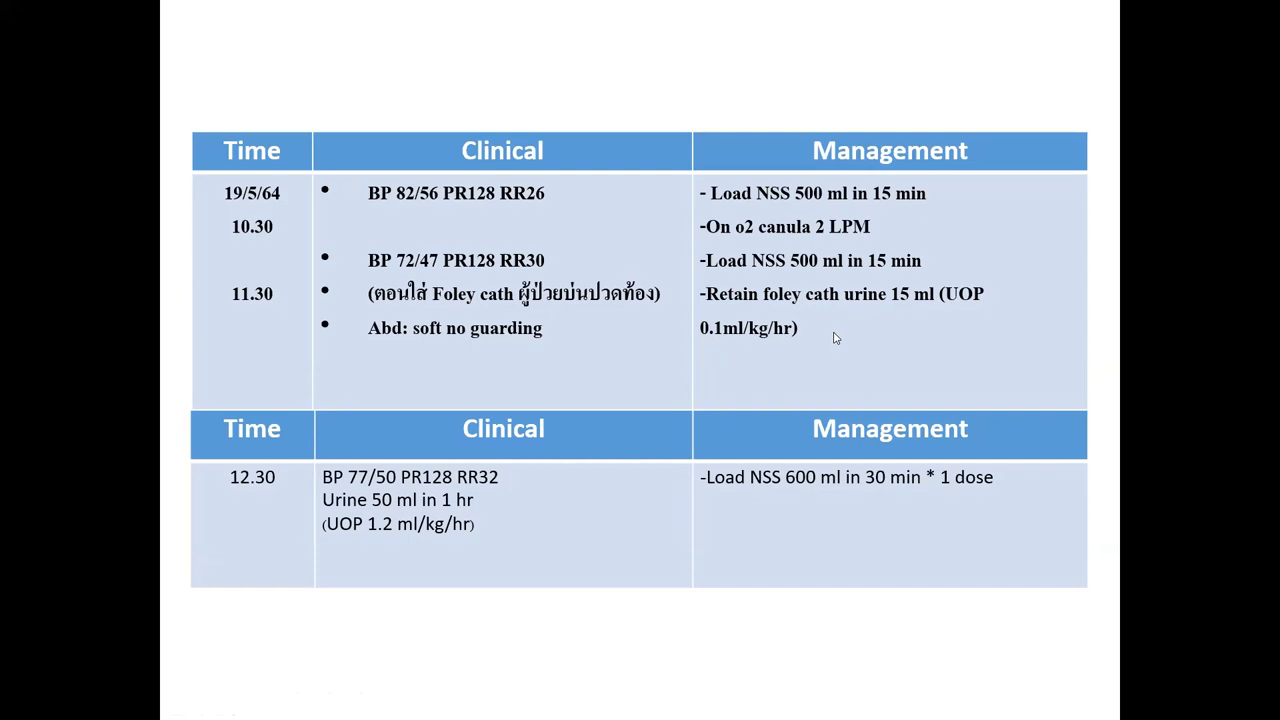 Time Clinical Management
19/5/64 • BP 82/56 PR128 RR26 - Load NSS 500 ml in 15 min
10.30 -On o2 canula 2 LPM
• BP 72/47 PR128 RR30 -Load NSS 500 ml in 15 min
11.30 • (ตอนใส่ Foley cath ผู้ป่วยบ่นปวดท้อง) -Retain foley cath urine 15 ml (UOP
• Abd: soft no guarding 0.1ml/kg/hr)
Time Clinical Management
12.30 BP 77/50 PR128 RR32 -Load NSS 600 ml in 30 min * 1 dose
Urine 50 ml in 1 hr
(UOP 1.2 ml/kg/hr)